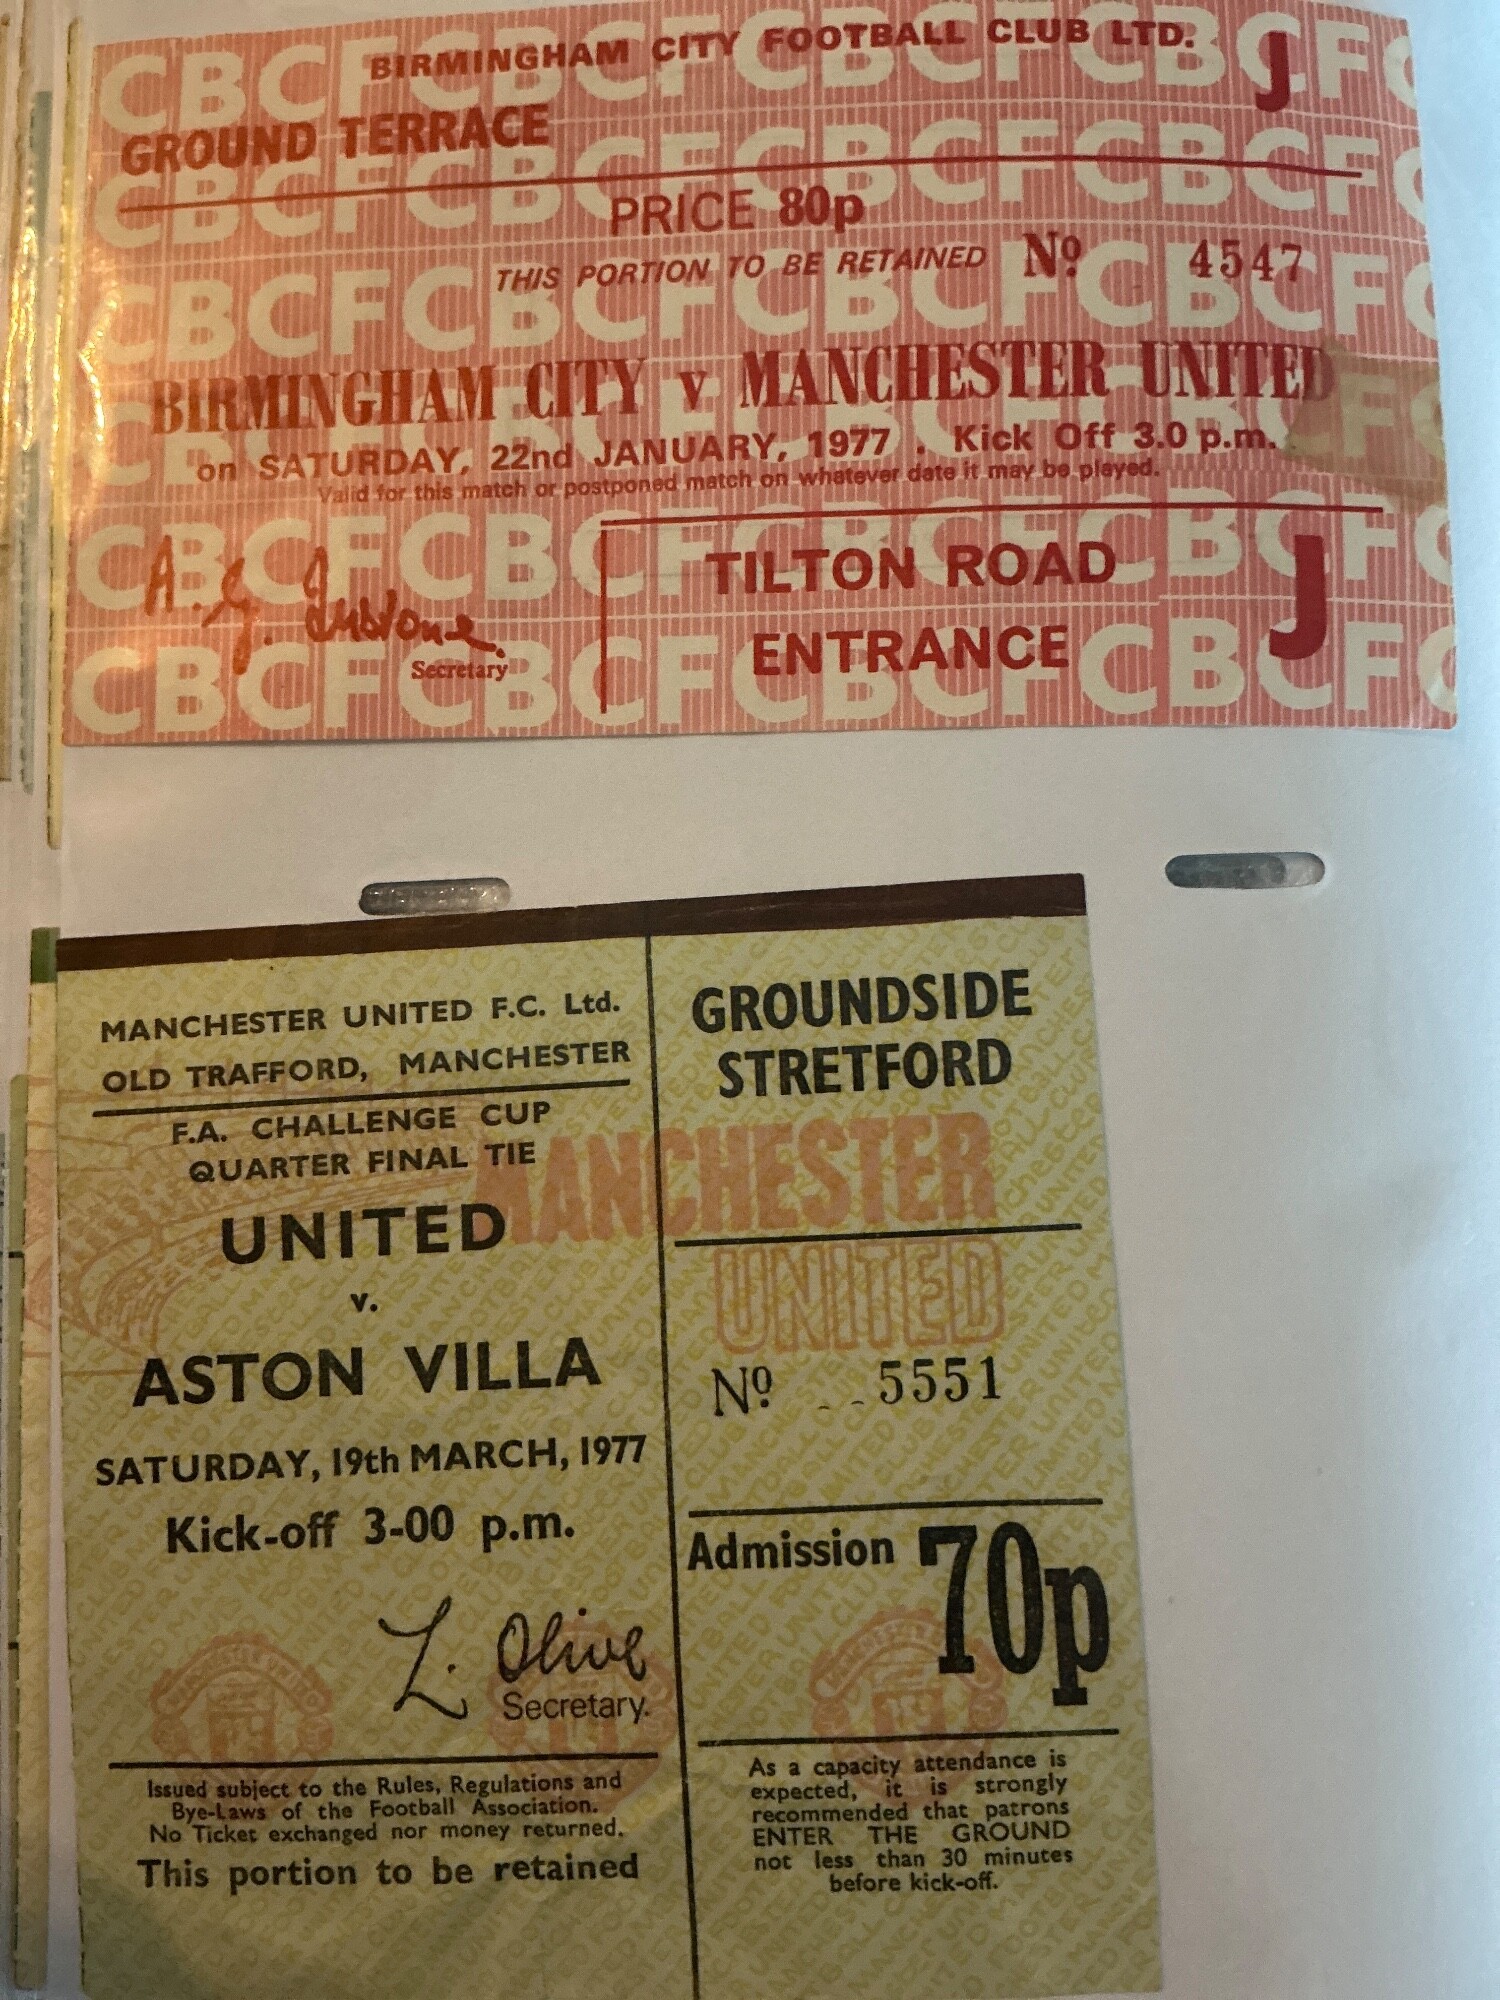 BIRMINGHAM CITY FOOTBALL CLUB LTD. J
GROUND TERRACE
PRICE 80p
THIS PORTION TO BE RETAINED Nº 4547
BIRMINGHAM CITY v MANCHESTER UNITED
on SATURDAY, 22nd JANUARY, 1977 . Kick Off 3.0 p.m.
Valid for this match or postponed match on whatever date it may be played.
A. G.
Secretary
TILTON ROAD
ENTRANCE
J
MANCHESTER UNITED F.C. Ltd.
OLD TRAFFORD, MANCHESTER
F.A. CHALLENGE CUP
QUARTER FINAL TIE
UNITED
v.
ASTON VILLA
SATURDAY, 19th MARCH, 1977
Kick-off 3-00 p.m.
L. Olive
Secretary.
Issued subject to the Rules, Regulations and
Bye-Laws of the Football Association.
No Ticket exchanged nor money returned.
This portion to be retained
GROUNDSIDE
STRETFORD
MANCHESTER
UNITED
Nº 5551
Admission 70p
As a capacity attendance is
expected, it is strongly
recommended that patrons
ENTER THE GROUND
not less than 30 minutes
before kick-off.